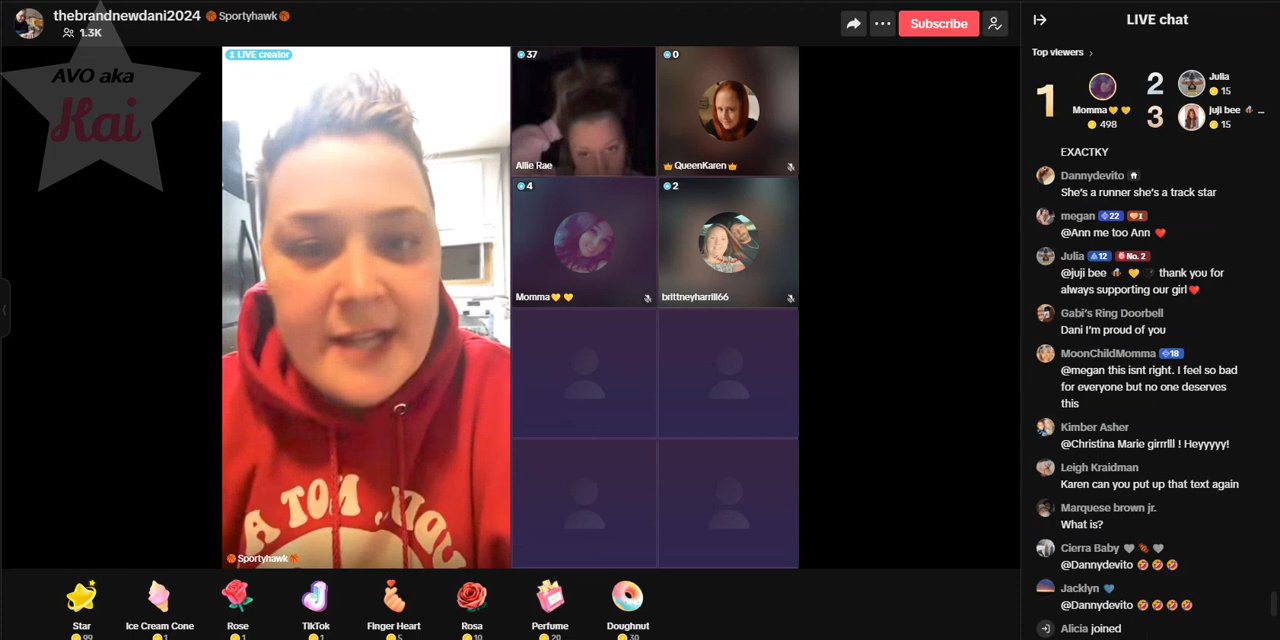 thebrandnewdani2024 🏀 Sportyhawk 🏀
1.3K
Subscribe
AVO aka
Kai
LIVE creator
🏀 Sportyhawk 🏀
37
Allie Rae
0
👑 QueenKaren 👑
4
Momma💛 💛
2
brittneyharrill66
Star
99
Ice Cream Cone
1
Rose
1
TikTok
1
Finger Heart
5
Rosa
10
Perfume
20
Doughnut
30
LIVE chat
Top viewers
1
Momma💛 💛
498
2
Julia
15
3
juji bee 🐝 ...
15
EXACTKY
Dannydevito
She's a runner she's a track star
megan 22 I
@Ann me too Ann ❤️
Julia 12 No. 2
@juji bee 🐝 💛 🖤 thank you for
always supporting our girl❤️
Gabi's Ring Doorbell
Dani I'm proud of you
MoonChildMomma 18
@megan this isnt right. I feel so bad
for everyone but no one deserves
this
Kimber Asher
@Christina Marie girrrlll ! Heyyyyy!
Leigh Kraidman
Karen can you put up that text again
Marquese brown jr.
What is?
Cierra Baby 🩶 🍂 🩶
@Dannydevito 🤣 🤣 🤣
Jacklyn 💙
@Dannydevito 🤣 🤣 🤣 🤣
Alicia joined